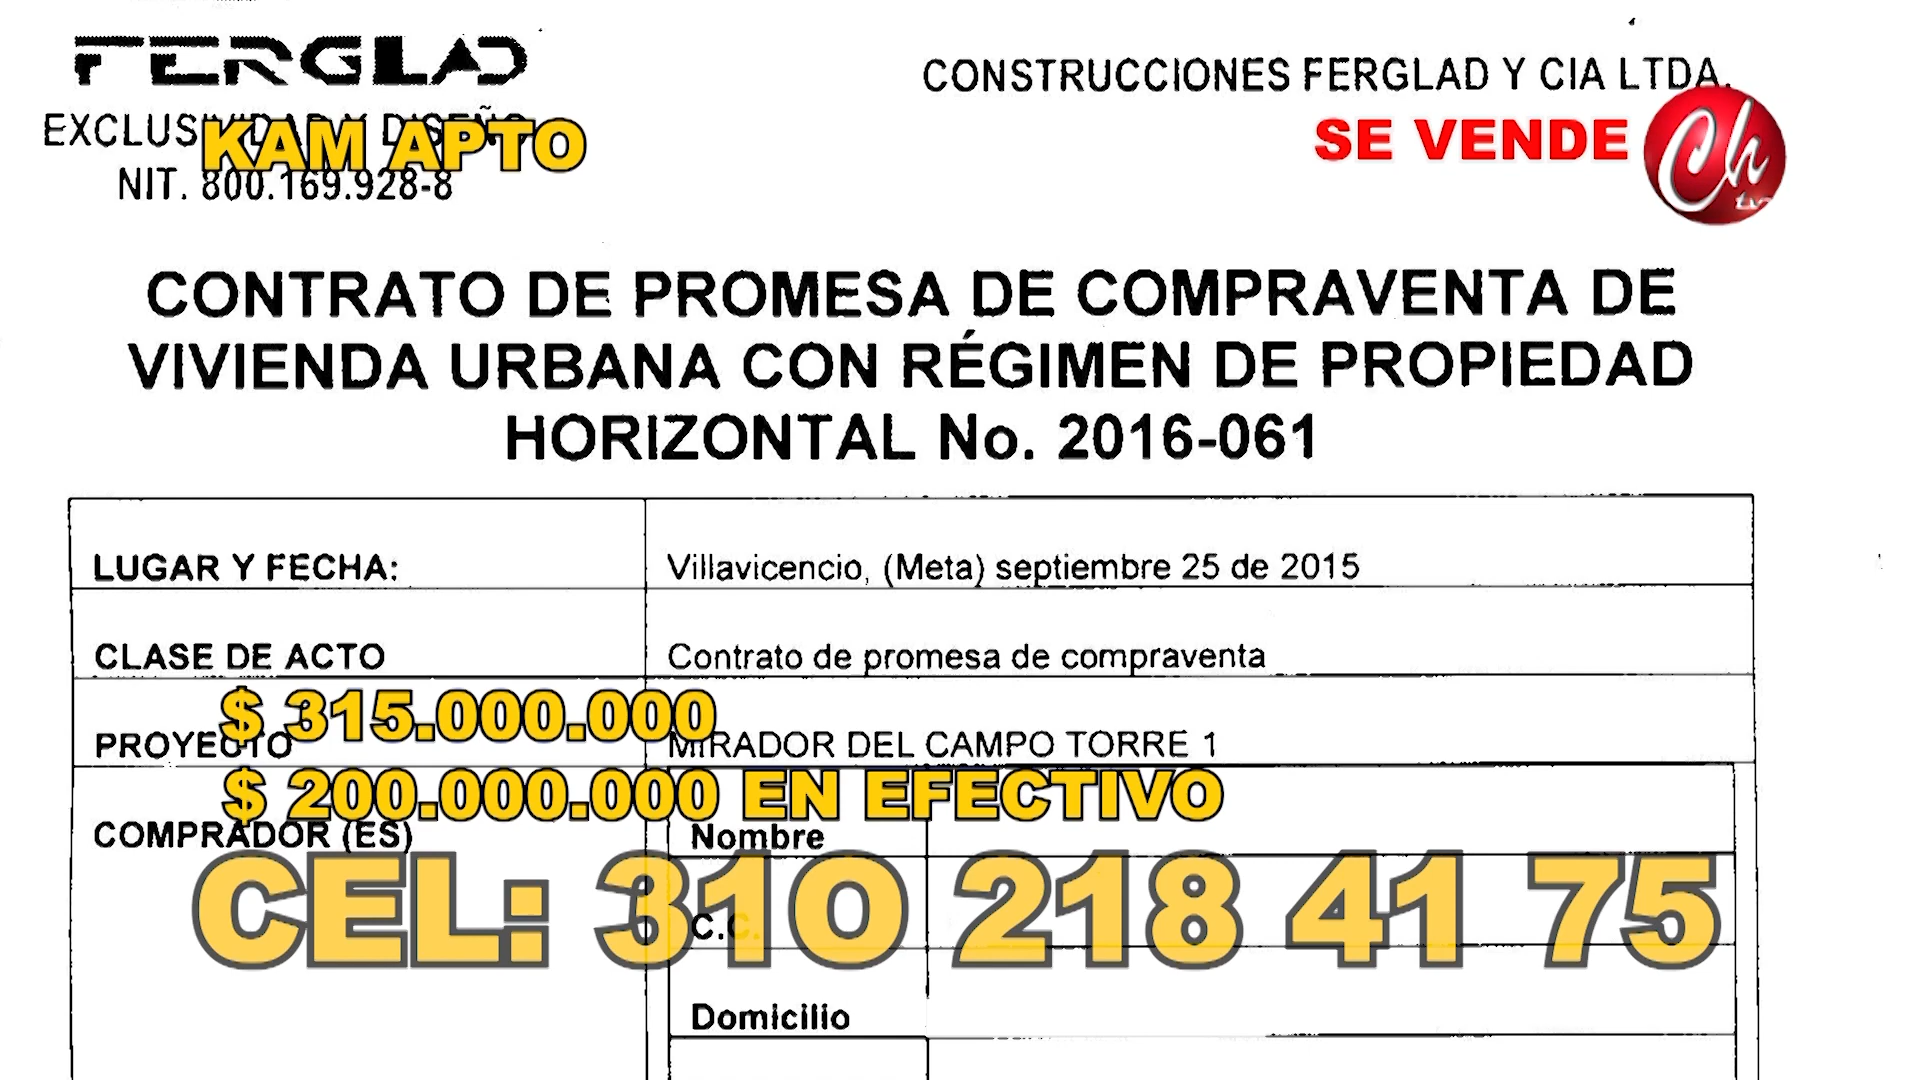 FERGLAD
CONSTRUCCIONES FERGLAD Y CIA LTDA.
EXCLUSIVIDAD Y DISEÑO
KAM APTO
SE VENDE
Ch
NIT. 800.169.928-8
CONTRATO DE PROMESA DE COMPRAVENTA DE
VIVIENDA URBANA CON RÉGIMEN DE PROPIEDAD
HORIZONTAL No. 2016-061
LUGAR Y FECHA: Villavicencio, (Meta) septiembre 25 de 2015
CLASE DE ACTO Contrato de promesa de compraventa
$ 315.000.000
PROYECTO MIRADOR DEL CAMPO TORRE 1
$ 200.000.000 EN EFECTIVO
COMPRADOR (ES) Nombre
CEL: 31O 218 41 75
C.C.
Domicilio